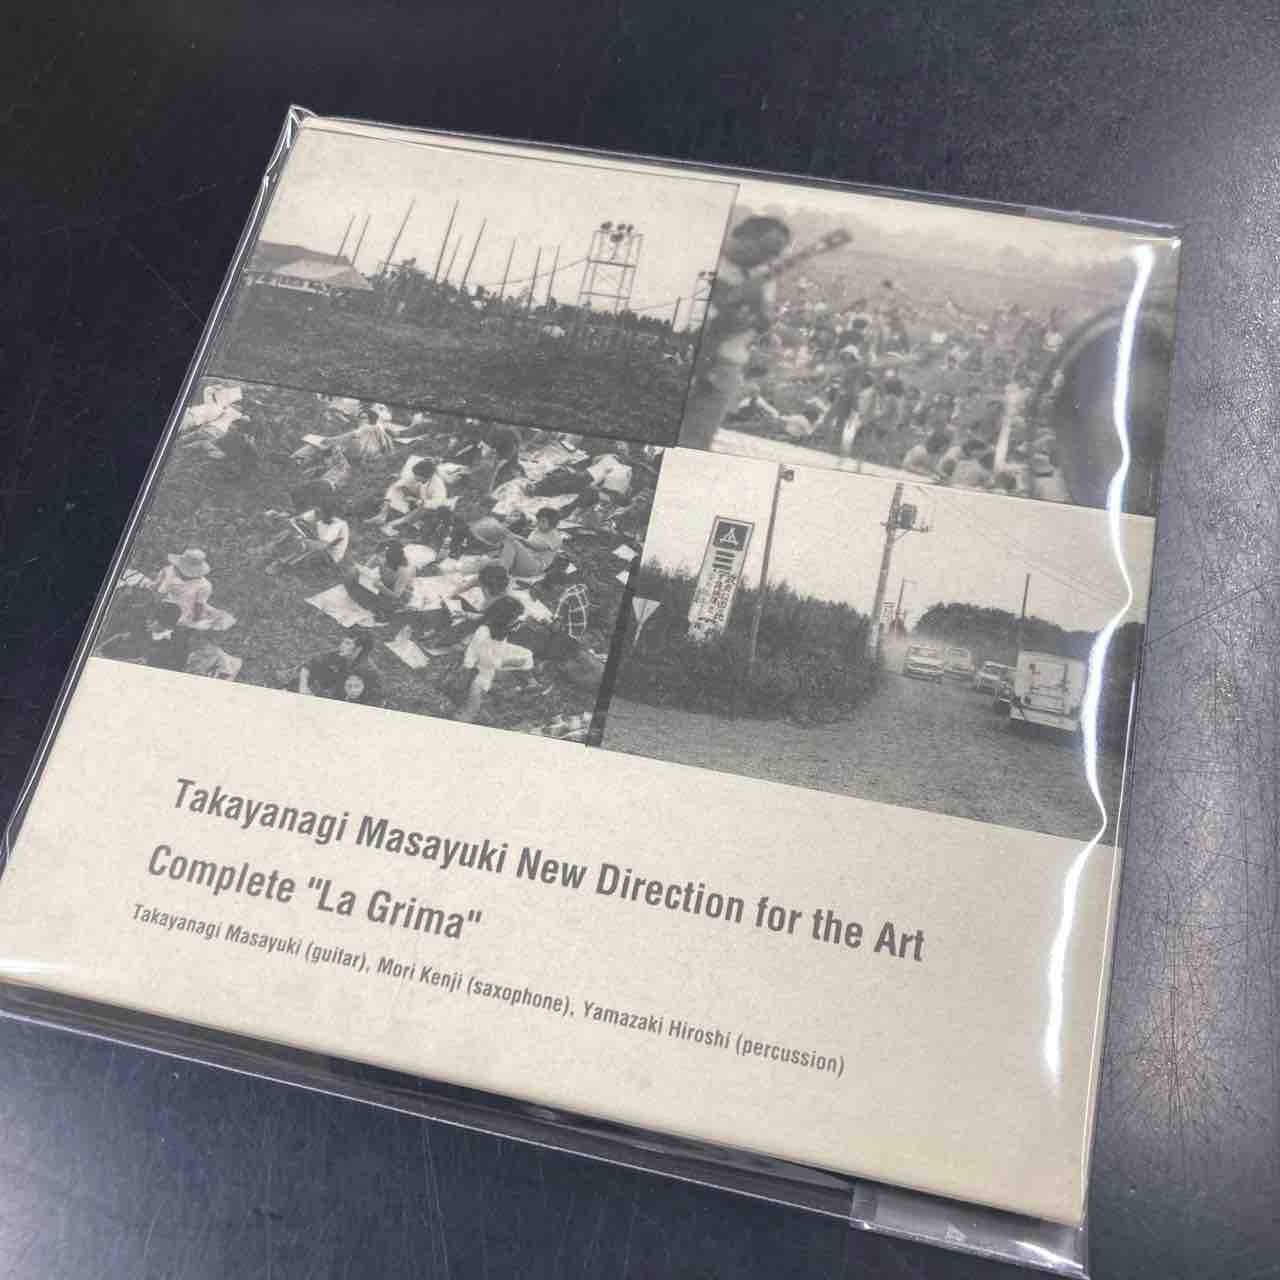 Takayanagi Masayuki New Direction for the Art
Complete "La Grima"
Takayanagi Masayuki (guitar), Mori Kenji (saxophone), Yamazaki Hiroshi (percussion)